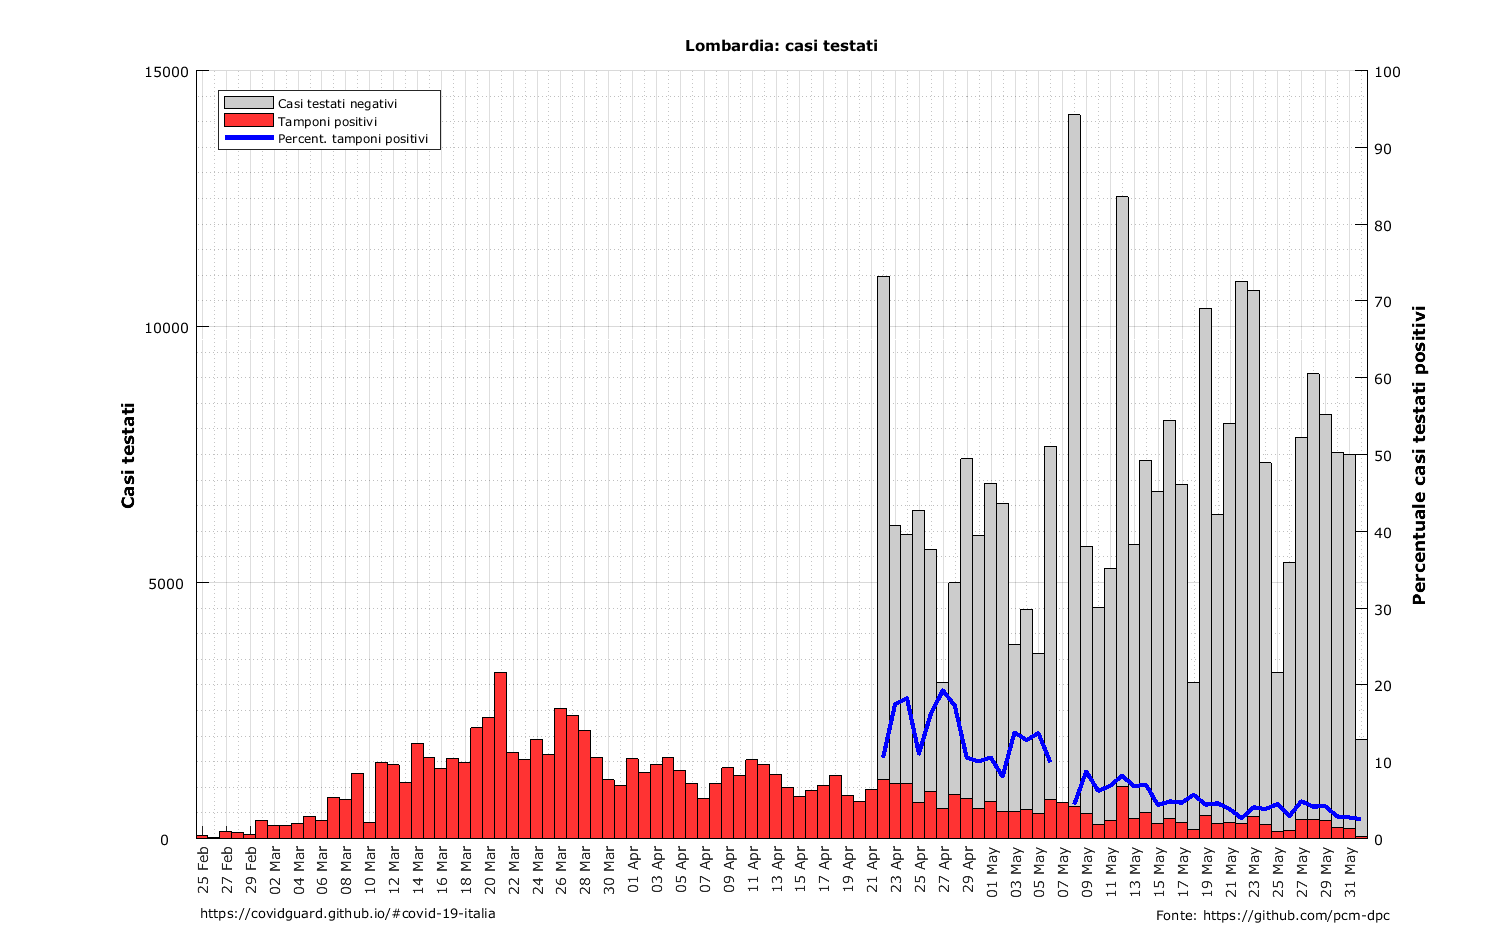 Lombardia: casi testati
15000
10000
5000
0
100
90
80
70
60
50
40
30
20
10
0
Casi testati negativi
Tamponi positivi
Percent. tamponi positivi
Casi testati
Percentuale casi testati positivi
25 Feb
27 Feb
29 Feb
02 Mar
04 Mar
06 Mar
08 Mar
10 Mar
12 Mar
14 Mar
16 Mar
18 Mar
20 Mar
22 Mar
24 Mar
26 Mar
28 Mar
30 Mar
01 Apr
03 Apr
05 Apr
07 Apr
09 Apr
11 Apr
13 Apr
15 Apr
17 Apr
19 Apr
21 Apr
23 Apr
25 Apr
27 Apr
29 Apr
01 May
03 May
05 May
07 May
09 May
11 May
13 May
15 May
17 May
19 May
21 May
23 May
25 May
27 May
29 May
31 May
https://covidguard.github.io/#covid-19-italia
Fonte: https://github.com/pcm-dpc